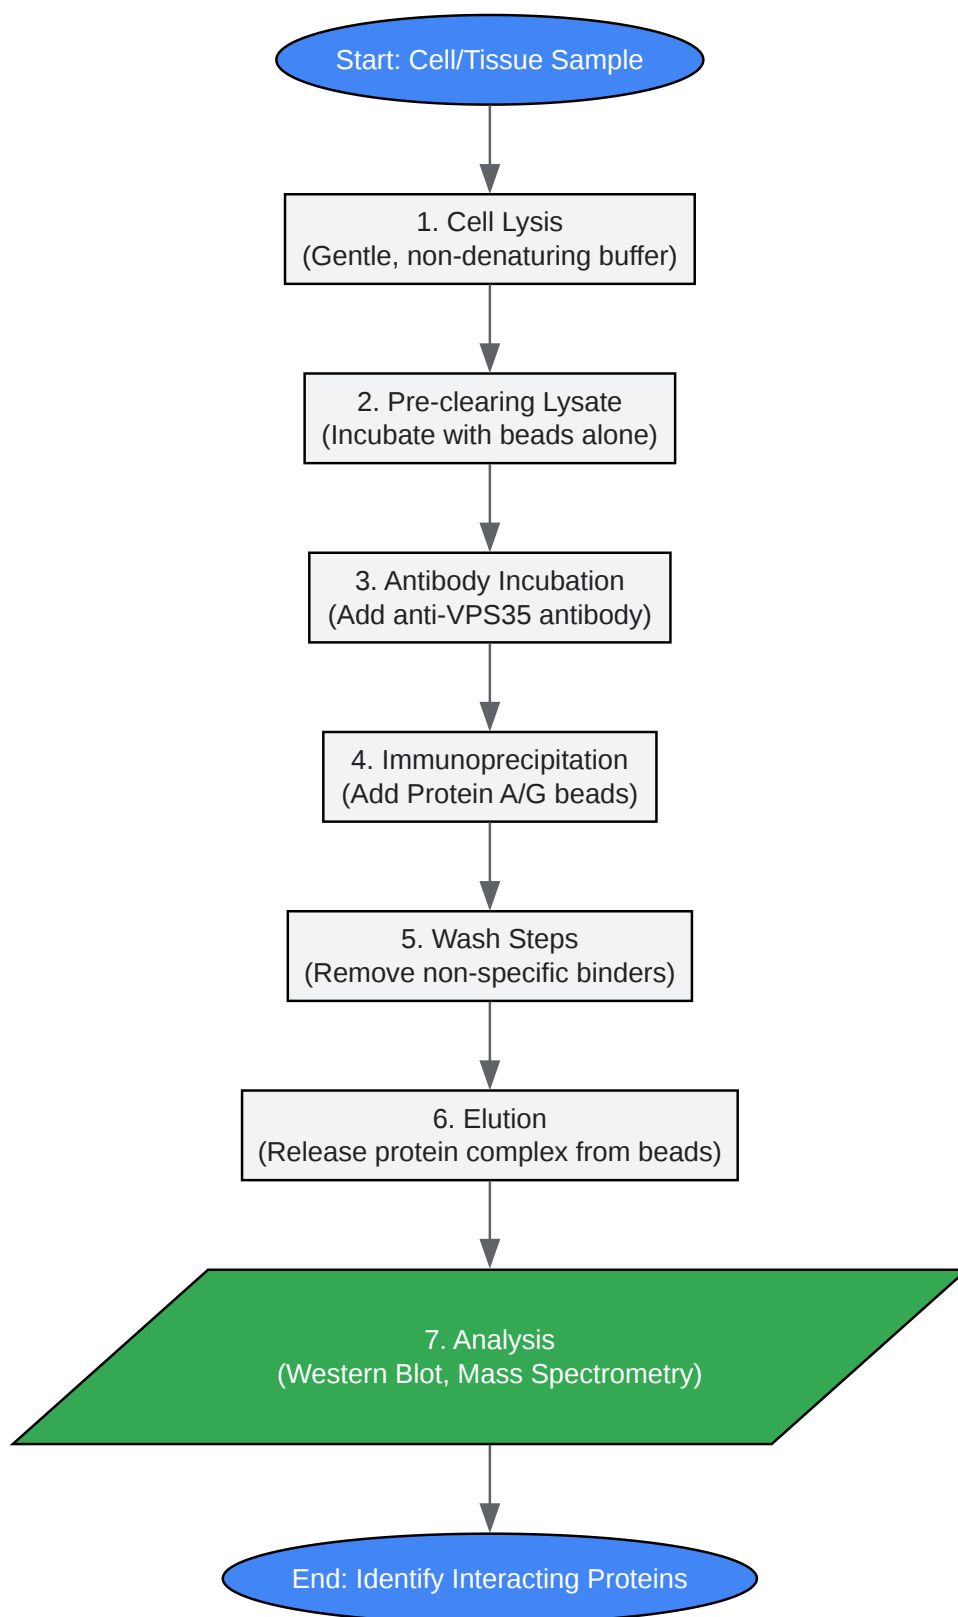 Start: Cell/Tissue Sample
1. Cell Lysis
(Gentle, non-denaturing buffer)
2. Pre-clearing Lysate
(Incubate with beads alone)
3. Antibody Incubation
(Add anti-VPS35 antibody)
4. Immunoprecipitation
(Add Protein A/G beads)
5. Wash Steps
(Remove non-specific binders)
6. Elution
(Release protein complex from beads)
7. Analysis
(Western Blot, Mass Spectrometry)
End: Identify Interacting Proteins